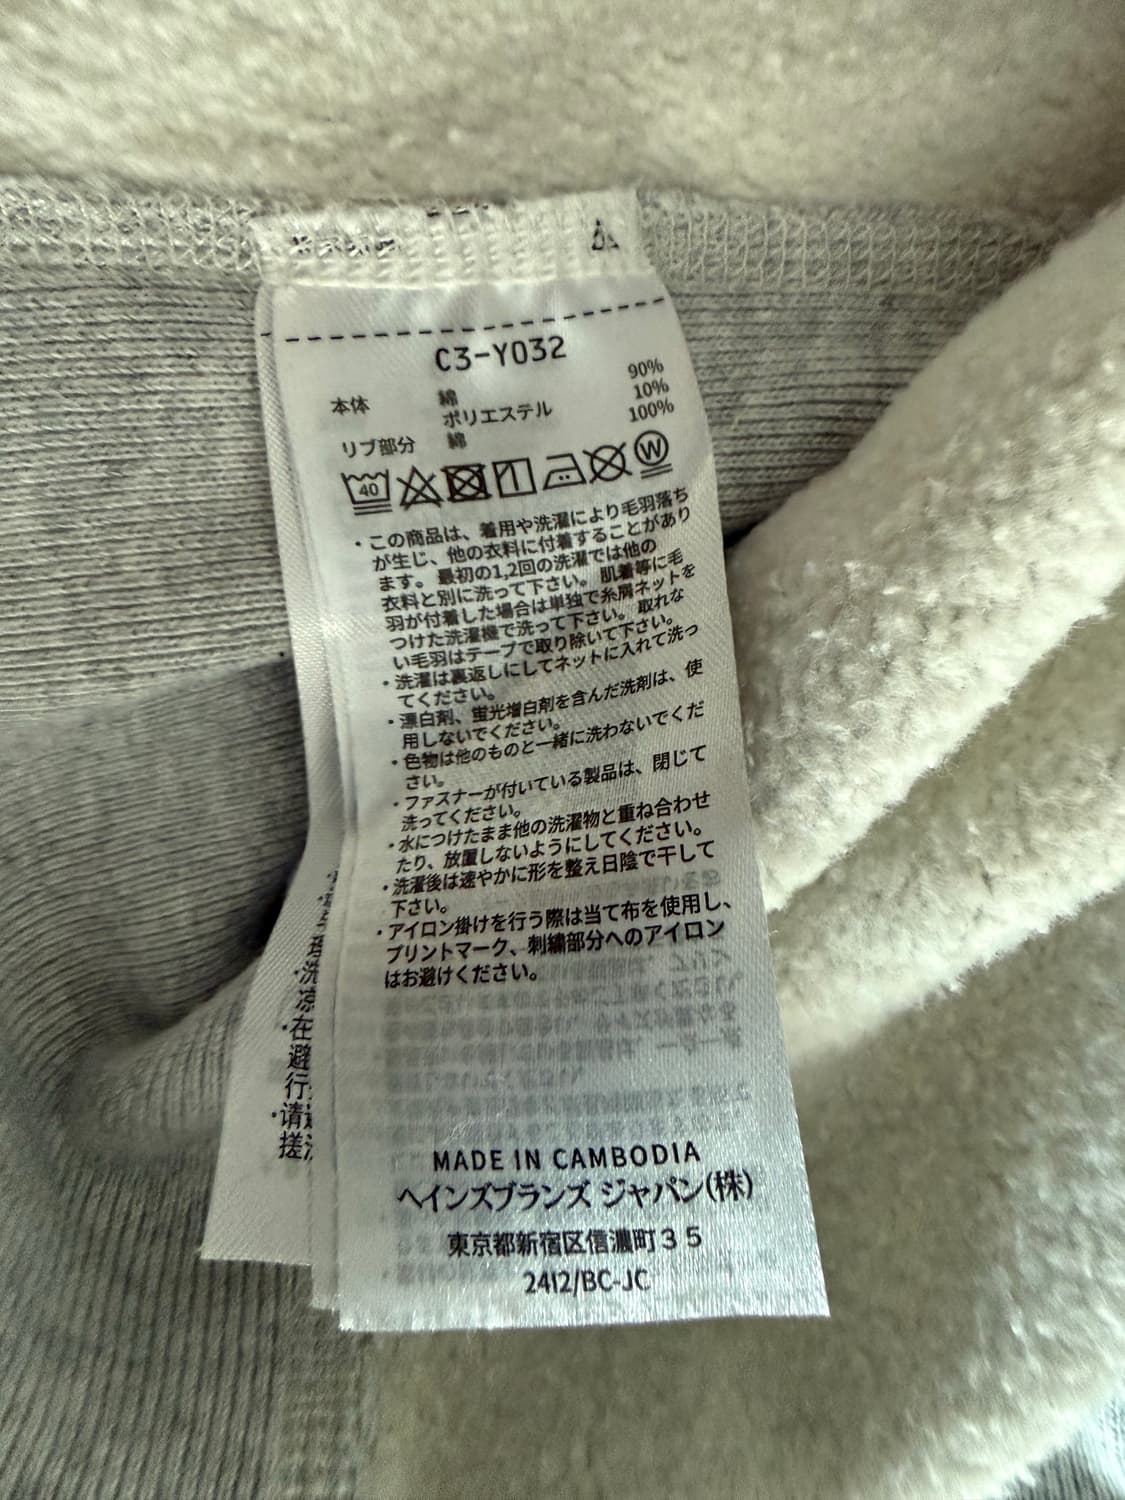 C3-Y032
本体 綿 90%
ポリエステル 10%
リブ部分 綿 100%
40
W
・この商品は、着用や洗濯により毛羽落ち
が生じ、他の衣料に付着することがあり
ます。最初の1,2回の洗濯では他の
衣料と別に洗って下さい。肌着等に毛
羽が付着した場合は単独で糸屑ネットを
つけた洗濯機で洗って下さい。取れな
い毛羽はテープで取り除いて下さい。
・洗濯は裏返しにしてネットに入れて洗っ
てください。
・漂白剤、蛍光増白剤を含んだ洗剤は、使
用しないでください。
・色物は他のものと一緒に洗わないでくだ
さい。
・ファスナーが付いている製品は、閉じて
洗ってください。
・水につけたまま他の洗濯物と重ね合わせ
たり、放置しないようにしてください。
・洗濯後は速やかに形を整え日陰で干して
下さい。
・アイロン掛けを行う際は当て布を使用し、
プリントマーク、刺繍部分へのアイロン
はお避けください。
洗
凉
・在
避
行
・请
搓
MADE IN CAMBODIA
ヘインズブランズ ジャパン(株)
東京都新宿区信濃町３５
2412/BC-JC